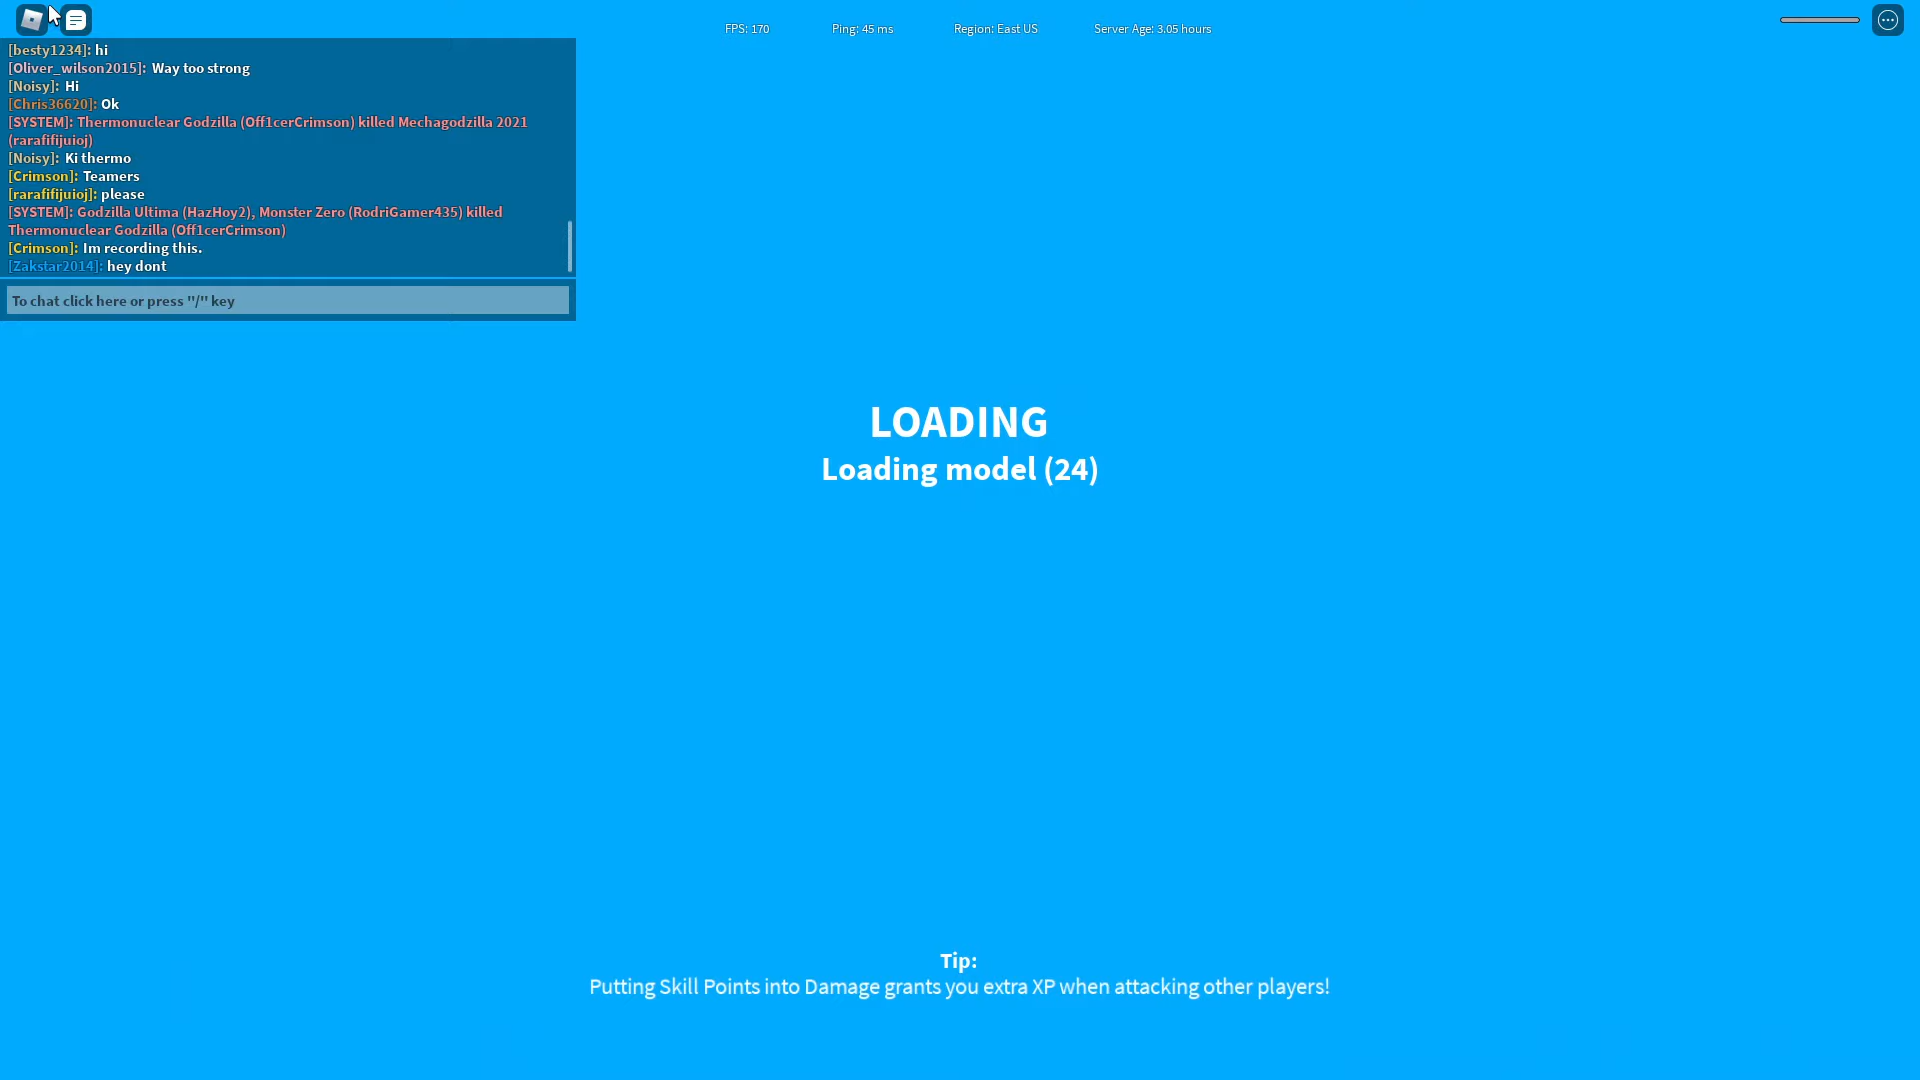 FPS: 170 Ping: 45 ms Region: East US Server Age: 3.05 hours
[besty1234]: hi
[Oliver_wilson2015]: Way too strong
[Noisy]: Hi
[Chris36620]: Ok
[SYSTEM]: Thermonuclear Godzilla (Off1cerCrimson) killed Mechagodzilla 2021
(rarafifijuioj)
[Noisy]: Ki thermo
[Crimson]: Teamers
[rarafifijuioj]: please
[SYSTEM]: Godzilla Ultima (HazHoy2), Monster Zero (RodriGamer435) killed
Thermonuclear Godzilla (Off1cerCrimson)
[Crimson]: Im recording this.
[Zakstar2014]: hey dont
To chat click here or press "/" key
LOADING
Loading model (24)
Tip:
Putting Skill Points into Damage grants you extra XP when attacking other players!